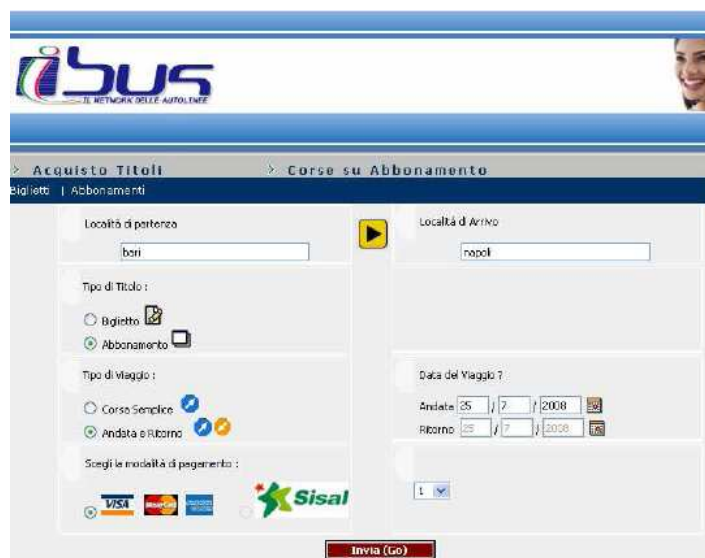 ibus
IL NETWORK DELLE AUTOLINEE
> Acquisto Titoli > Corse su Abbonamento
Biglietti | Abbonamenti
Località di partenza
Località di Arrivo
bari
napoli
Tipo di Titolo :
Biglietto
Abbonamento
Tipo di Viaggio :
Data del Viaggio ?
Corsa Semplice
Andata 25 / 7 / 2008
Andata e Ritorno
Ritorno 25 / 7 / 2008
Scegli la modalità di pagamento :
VISA MasterCard
Sisal
1
Invia (Go)